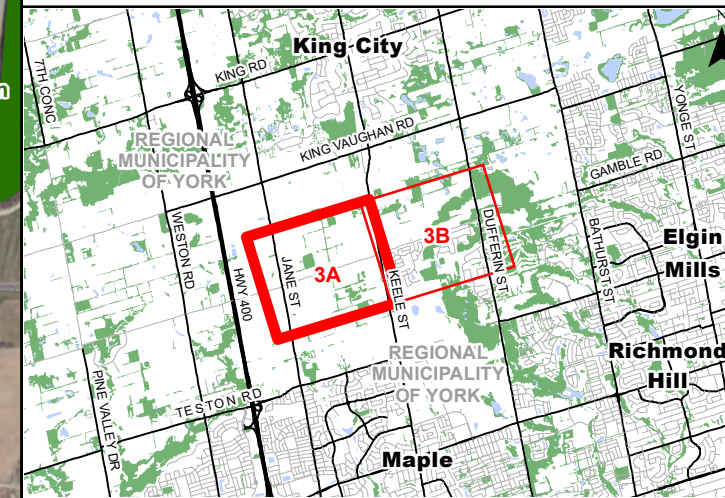 King City
7TH CONC
KING RD
YONGE ST
KING VAUGHAN RD
REGIONAL
MUNICIPALITY
OF YORK
GAMBLE RD
WESTON RD
HWY 400
JANE ST
3A
3B
KEELE ST
DUFFERIN ST
BATHURST ST
Elgin
Mills
REGIONAL
MUNICIPALITY
OF YORK
Richmond
Hill
PINE VALLEY DR
TESTON RD
Maple